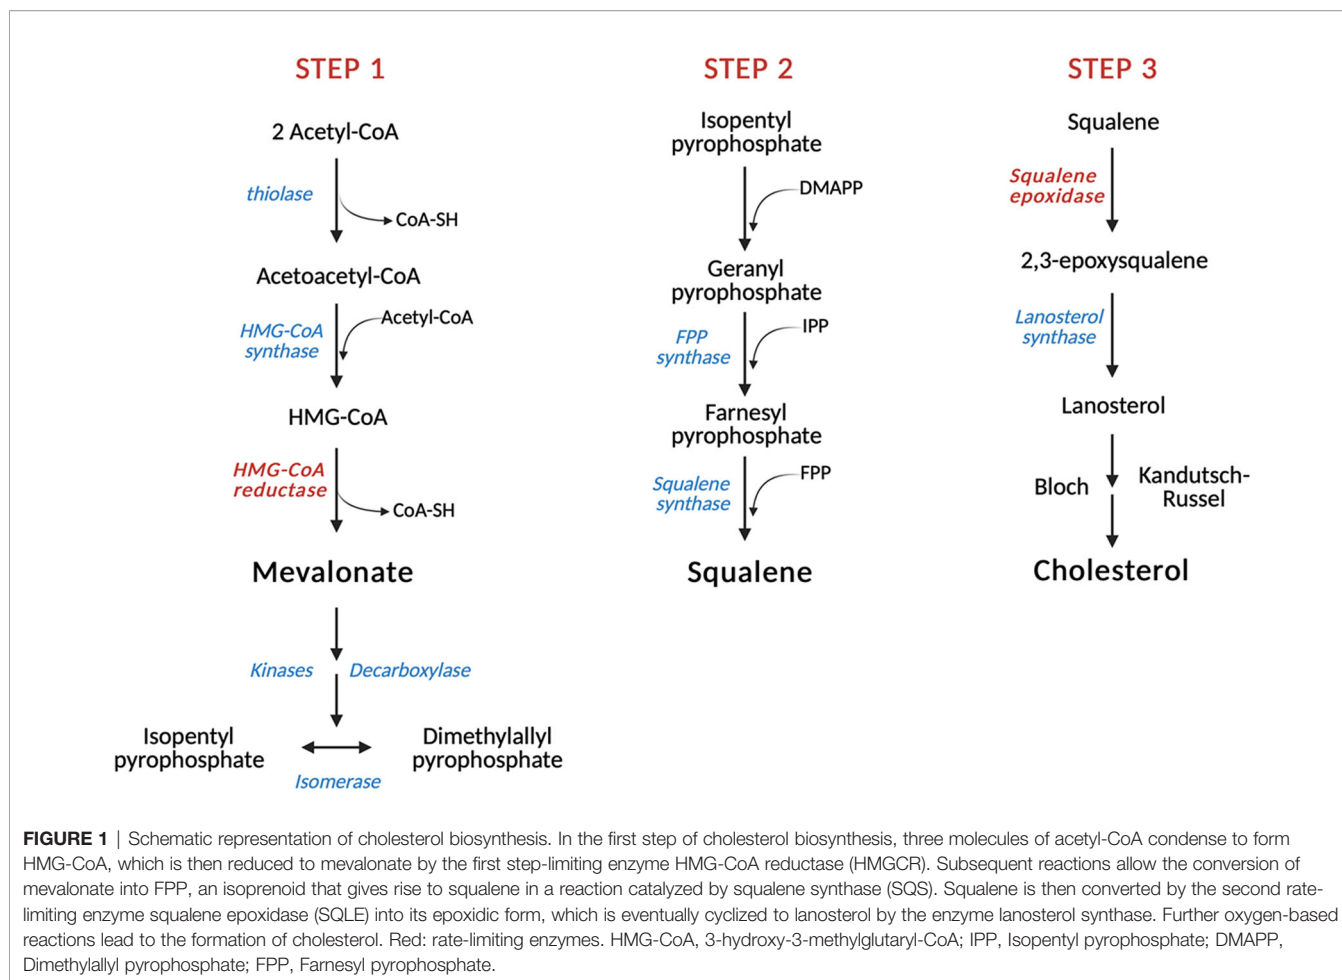 STEP 1
2 Acetyl-CoA
thiolase
CoA-SH
Acetoacetyl-CoA
Acetyl-CoA
HMG-CoA
synthase
HMG-CoA
HMG-CoA
reductase
CoA-SH
Mevalonate
Kinases
Decarboxylase
Isopentyl
pyrophosphate
Dimethylallyl
pyrophosphate
Isomerase
STEP 2
Isopentyl
pyrophosphate
DMAPP
Geranyl
pyrophosphate
IPP
FPP
synthase
Farnesyl
pyrophosphate
FPP
Squalene
synthase
Squalene
STEP 3
Squalene
Squalene
epoxidase
2,3-epoxysqualene
Lanosterol
synthase
Lanosterol
Bloch
Kandutsch-
Russel
Cholesterol
FIGURE 1 | Schematic representation of cholesterol biosynthesis. In the first step of cholesterol biosynthesis, three molecules of acetyl-CoA condense to form
HMG-CoA, which is then reduced to mevalonate by the first step-limiting enzyme HMG-CoA reductase (HMGCR). Subsequent reactions allow the conversion of
mevalonate into FPP, an isoprenoid that gives rise to squalene in a reaction catalyzed by squalene synthase (SQS). Squalene is then converted by the second rate-
limiting enzyme squalene epoxidase (SQLE) into its epoxidic form, which is eventually cyclized to lanosterol by the enzyme lanosterol synthase. Further oxygen-based
reactions lead to the formation of cholesterol. Red: rate-limiting enzymes. HMG-CoA, 3-hydroxy-3-methylglutaryl-CoA; IPP, Isopentyl pyrophosphate; DMAPP,
Dimethylallyl pyrophosphate; FPP, Farnesyl pyrophosphate.